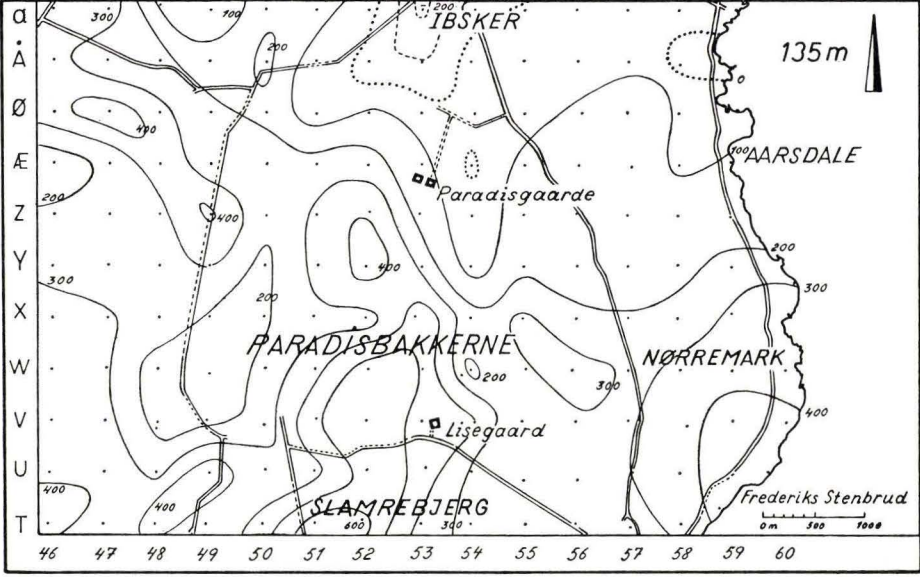 a
Å
Ø
Æ
Z
Y
X
W
V
U
T
300
100
200
IBSKER
135m
200
0
400
100
AARSDALE
200
Paradisgaarde
400
400
200
300
300
200
PARADISBAKKERNE
NØRREMARK
200
300
400
Lisegaard
400
400
SLAMREBJERG
600
300
Frederiks Stenbrud
0m 500 1000
46 47 48 49 50 51 52 53 54 55 56 57 58 59 60